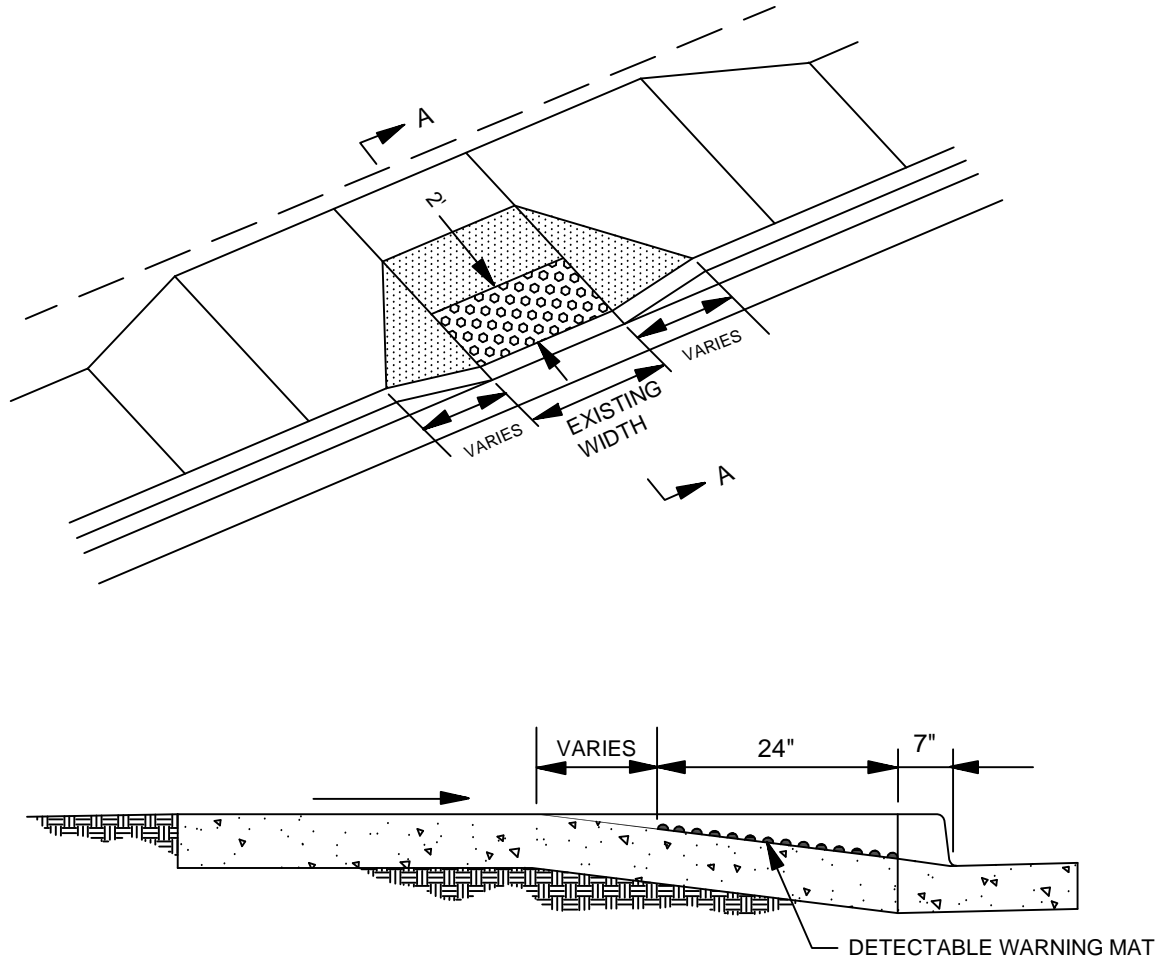 A
2'
VARIES
EXISTING
WIDTH
VARIES
A
VARIES
24"
7"
DETECTABLE WARNING MAT